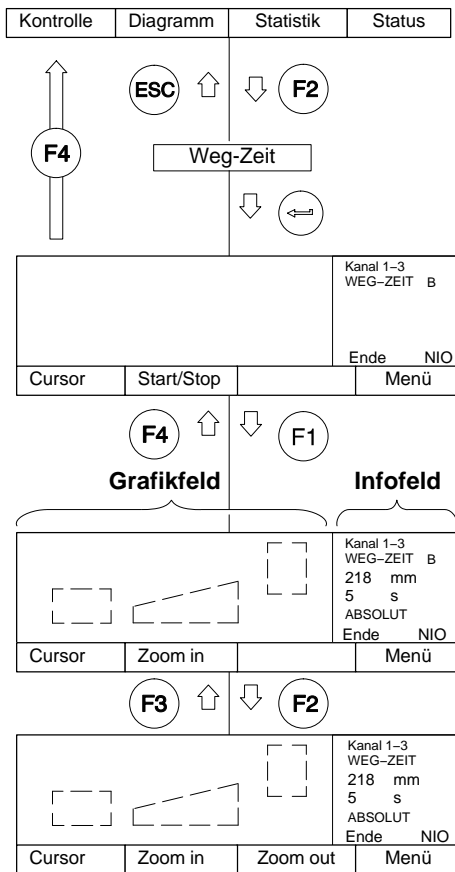 Kontrolle Diagramm Statistik Status
ESC F2
F4
Weg-Zeit
Kanal 1–3
WEG–ZEIT B
Ende NIO
Cursor Start/Stop Menü
F4 F1
Grafikfeld Infofeld
Kanal 1–3
WEG–ZEIT B
218 mm
5 s
ABSOLUT
Ende NIO
Cursor Zoom in Menü
F3 F2
Kanal 1–3
WEG–ZEIT
218 mm
5 s
ABSOLUT
Ende NIO
Cursor Zoom in Zoom out Menü